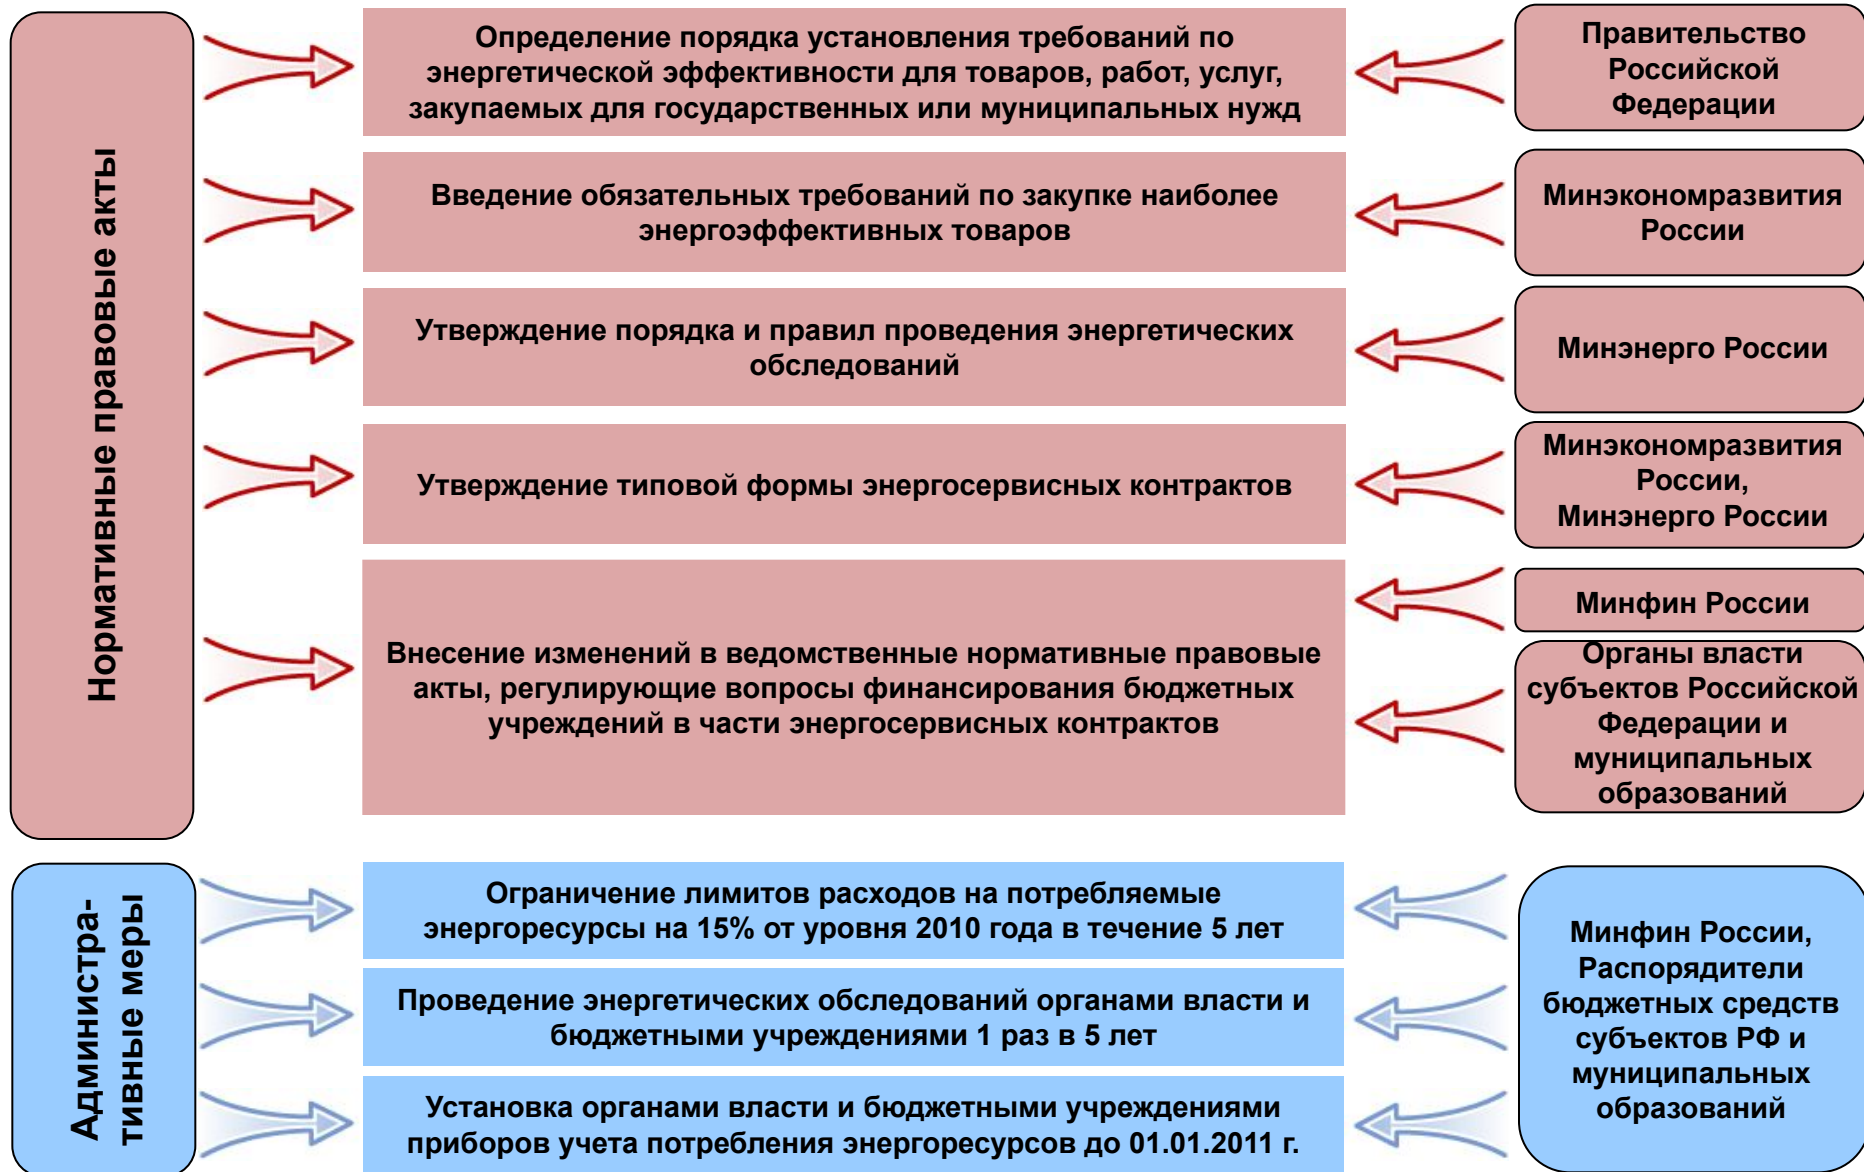 Нормативные правовые акты
Определение порядка установления требований по
энергетической эффективности для товаров, работ, услуг,
закупаемых для государственных или муниципальных нужд
Правительство
Российской
Федерации
Введение обязательных требований по закупке наиболее
энергоэффективных товаров
Минэкономразвития
России
Утверждение порядка и правил проведения энергетических
обследований
Минэнерго России
Утверждение типовой формы энергосервисных контрактов
Минэкономразвития
России,
Минэнерго России
Внесение изменений в ведомственные нормативные правовые
акты, регулирующие вопросы финансирования бюджетных
учреждений в части энергосервисных контрактов
Минфин России
Органы власти
субъектов Российской
Федерации и
муниципальных
образований
Администра-
тивные меры
Ограничение лимитов расходов на потребляемые
энергоресурсы на 15% от уровня 2010 года в течение 5 лет
Проведение энергетических обследований органами власти и
бюджетными учреждениями 1 раз в 5 лет
Установка органами власти и бюджетными учреждениями
приборов учета потребления энергоресурсов до 01.01.2011 г.
Минфин России,
Распорядители
бюджетных средств
субъектов РФ и
муниципальных
образований